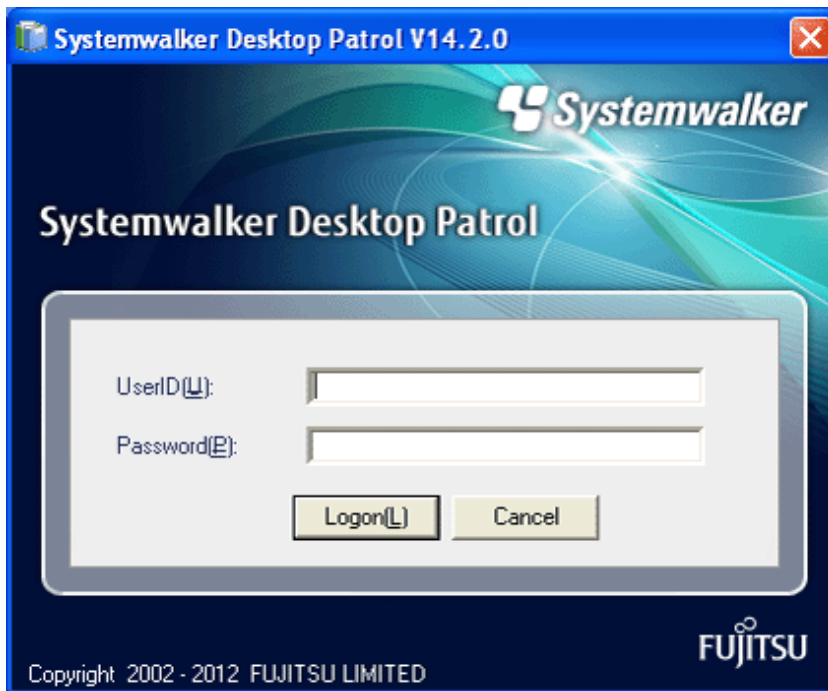 Systemwalker Desktop Patrol V14.2.0
Systemwalker
Systemwalker Desktop Patrol
UserID(U):
Password(P):
Logon(L) Cancel
FUJITSU
Copyright 2002 - 2012 FUJITSU LIMITED